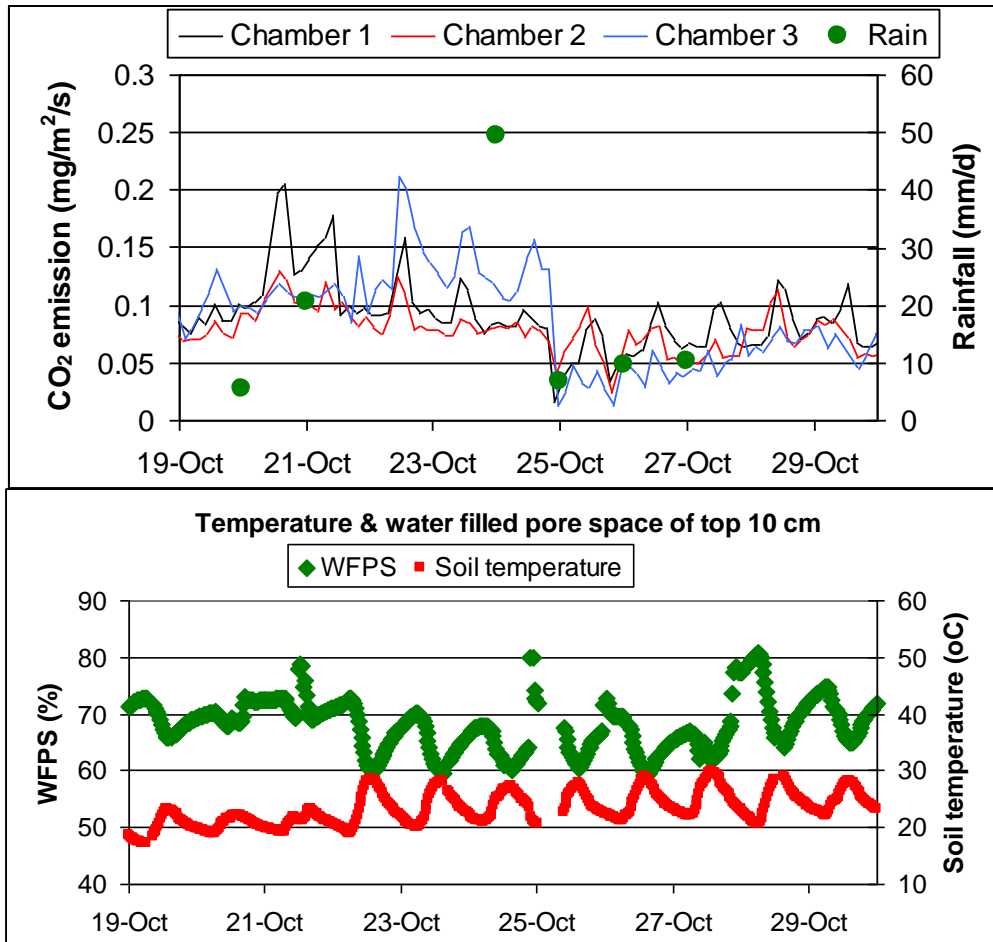 Chamber 1 Chamber 2 Chamber 3 Rain
CO₂ emission (mg/m²/s)
0.3
0.25
0.2
0.15
0.1
0.05
0
60
50
40
30
20
10
0
Rainfall (mm/d)
19-Oct 21-Oct 23-Oct 25-Oct 27-Oct 29-Oct
Temperature & water filled pore space of top 10 cm
WFPS Soil temperature
WFPS (%)
90
80
70
60
50
40
60
50
40
30
20
10
Soil temperature (oC)
19-Oct 21-Oct 23-Oct 25-Oct 27-Oct 29-Oct